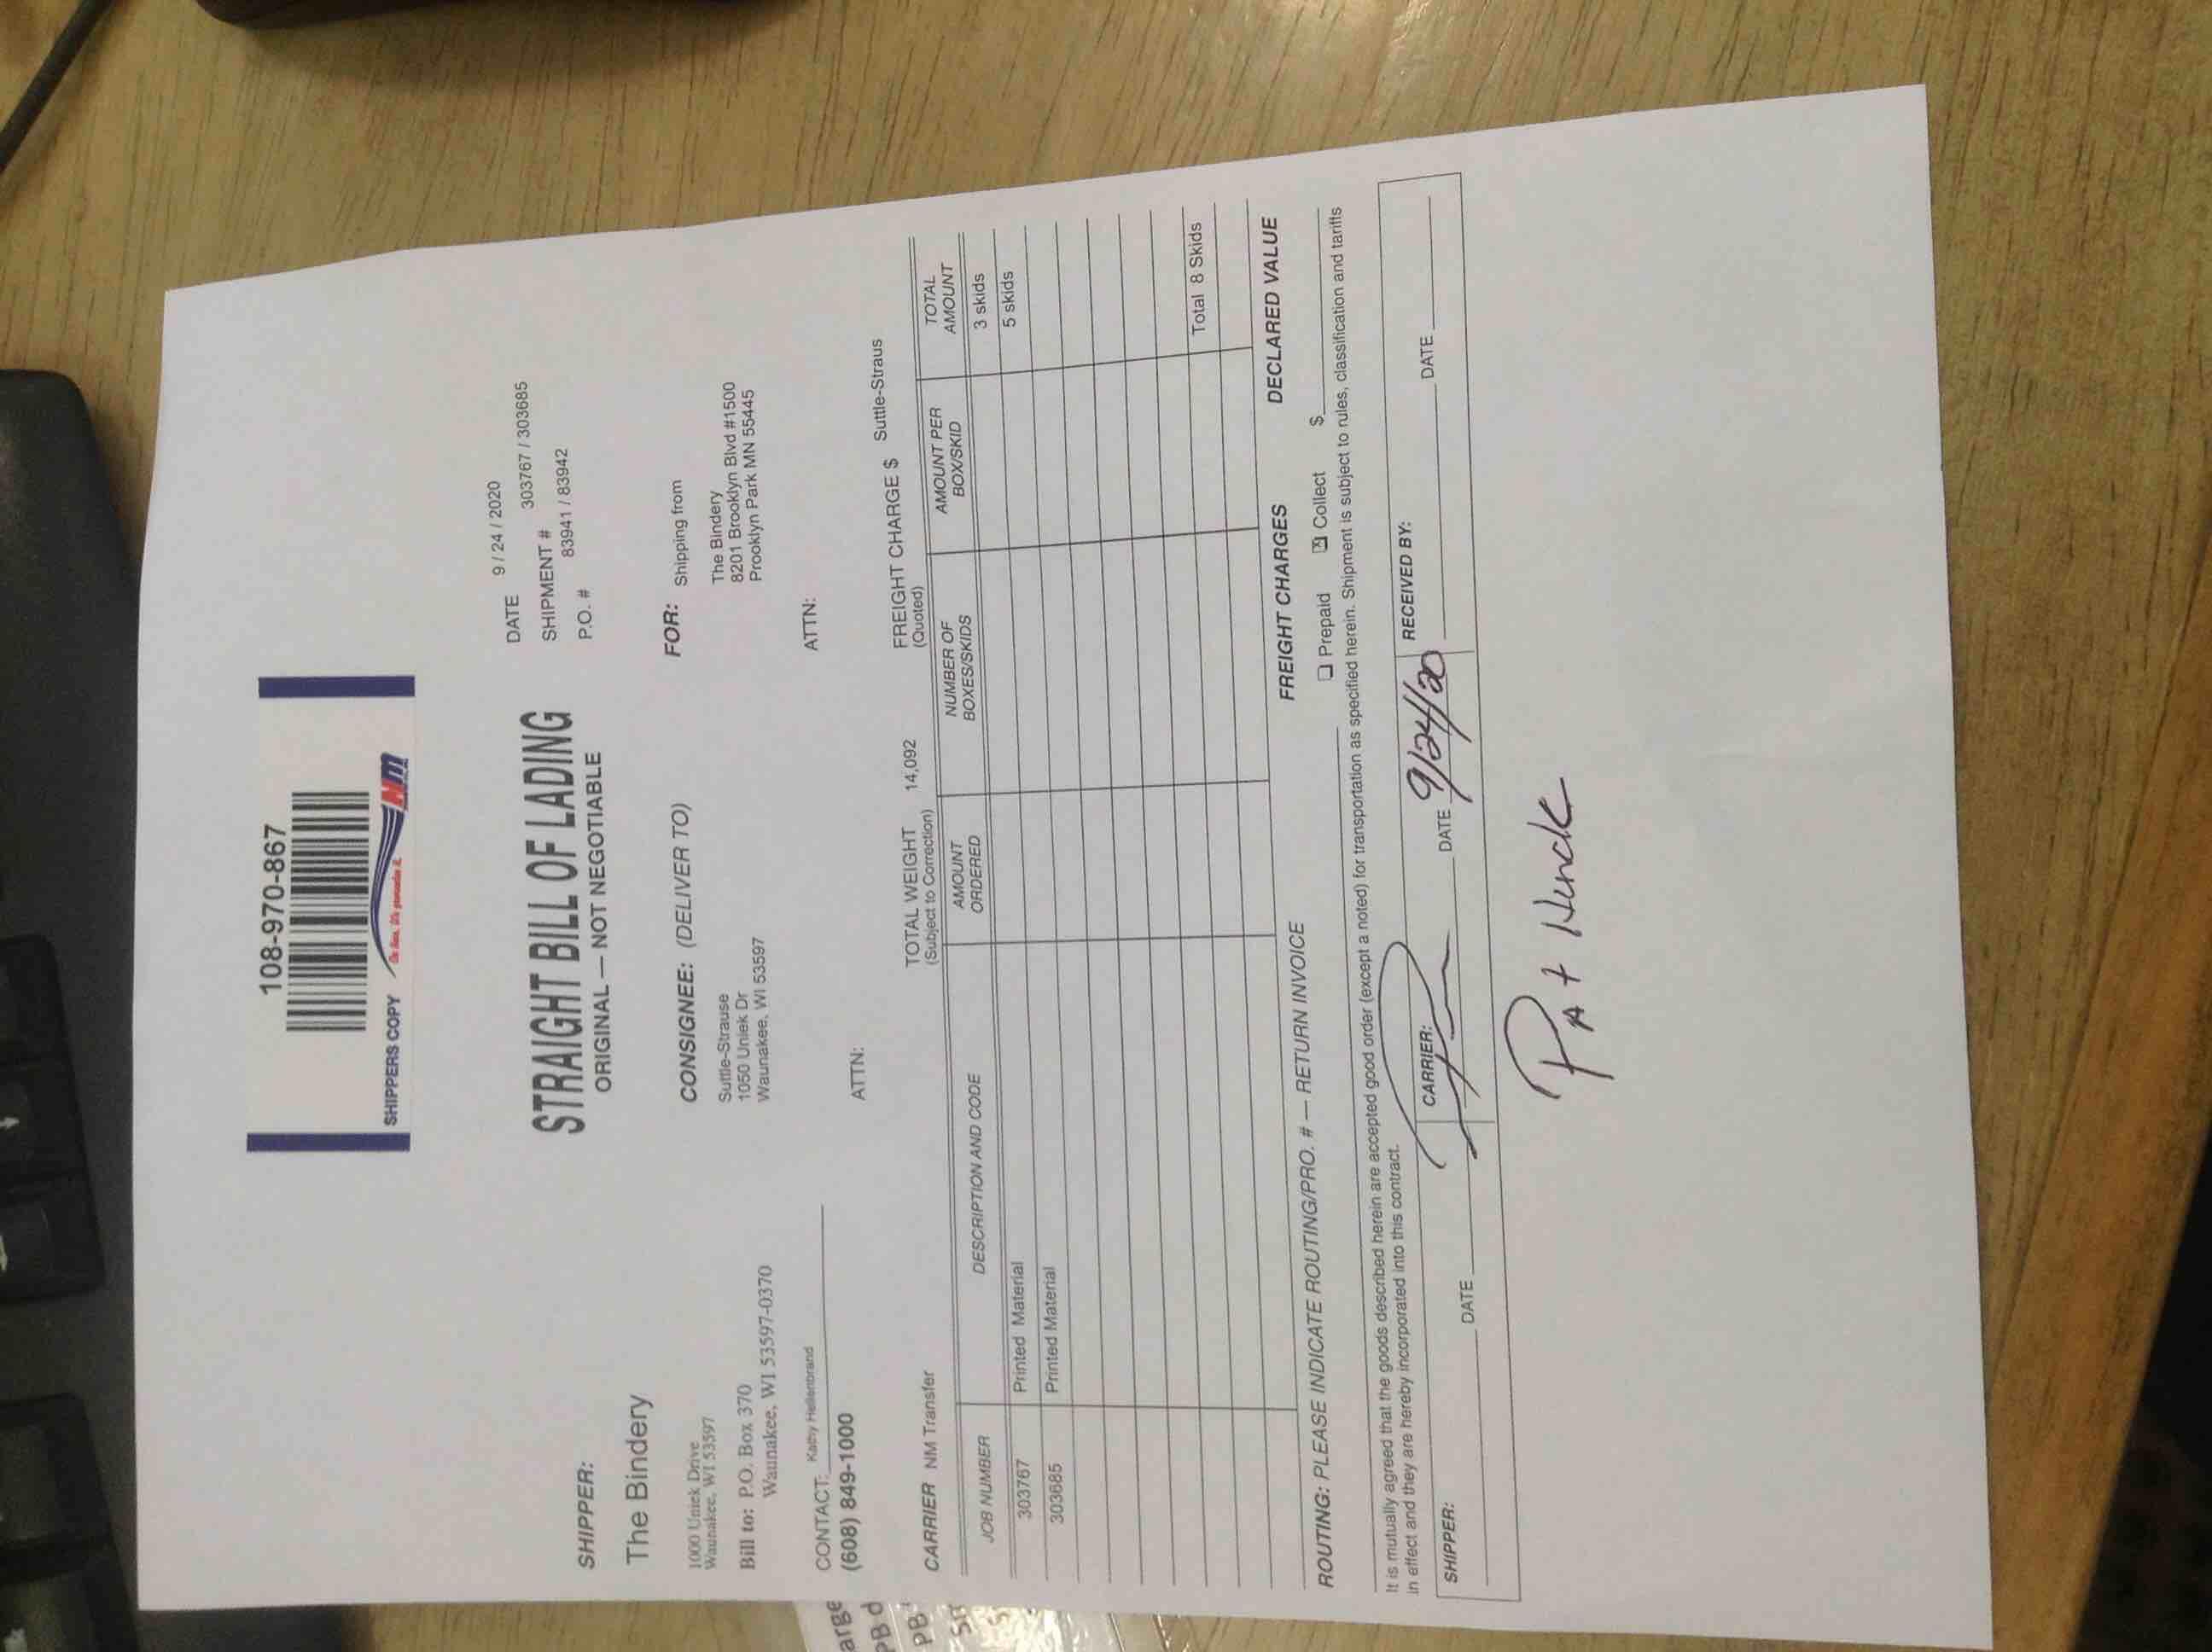 108-970-867
SHIPPERS COPY
Nm
STRAIGHT BILL OF LADING
ORIGINAL — NOT NEGOTIABLE
DATE 9 / 24 / 2020
SHIPMENT # 303767 / 303685
P.O. # 83941 / 83942
SHIPPER:
The Bindery
1000 Uniek Drive
Waunakee, WI 53597
Bill to: P.O. Box 370
Waunakee, WI 53597-0370
CONTACT: Kathy Hellenbrand
(608) 849-1000
CONSIGNEE: (DELIVER TO)
Suttle-Strause
1050 Uniek Dr
Waunakee, WI 53597
ATTN:
FOR: Shipping from
The Bindery
8201 Brooklyn Blvd #1500
Prooklyn Park MN 55445
ATTN:
CARRIER NM Transfer
TOTAL WEIGHT 14,092
(Subject to Correction)
FREIGHT CHARGE $ Suttle-Straus
(Quoted)
JOB NUMBER DESCRIPTION AND CODE AMOUNT ORDERED NUMBER OF BOXES/SKIDS AMOUNT PER BOX/SKID TOTAL AMOUNT
303767 Printed Material 3 skids
303685 Printed Material 5 skids
Total 8 Skids
ROUTING: PLEASE INDICATE ROUTING/PRO. # — RETURN INVOICE
FREIGHT CHARGES
Prepaid Collect
DECLARED VALUE
$
It is mutually agreed that the goods described herein are accepted good order (except a noted) for transportation as specified herein. Shipment is subject to rules, classification and tariffs
in effect and they are hereby incorporated into this contract.
SHIPPER: DATE
CARRIER: DATE 9/24/20
RECEIVED BY: DATE
PAt
arge
PB d
PB